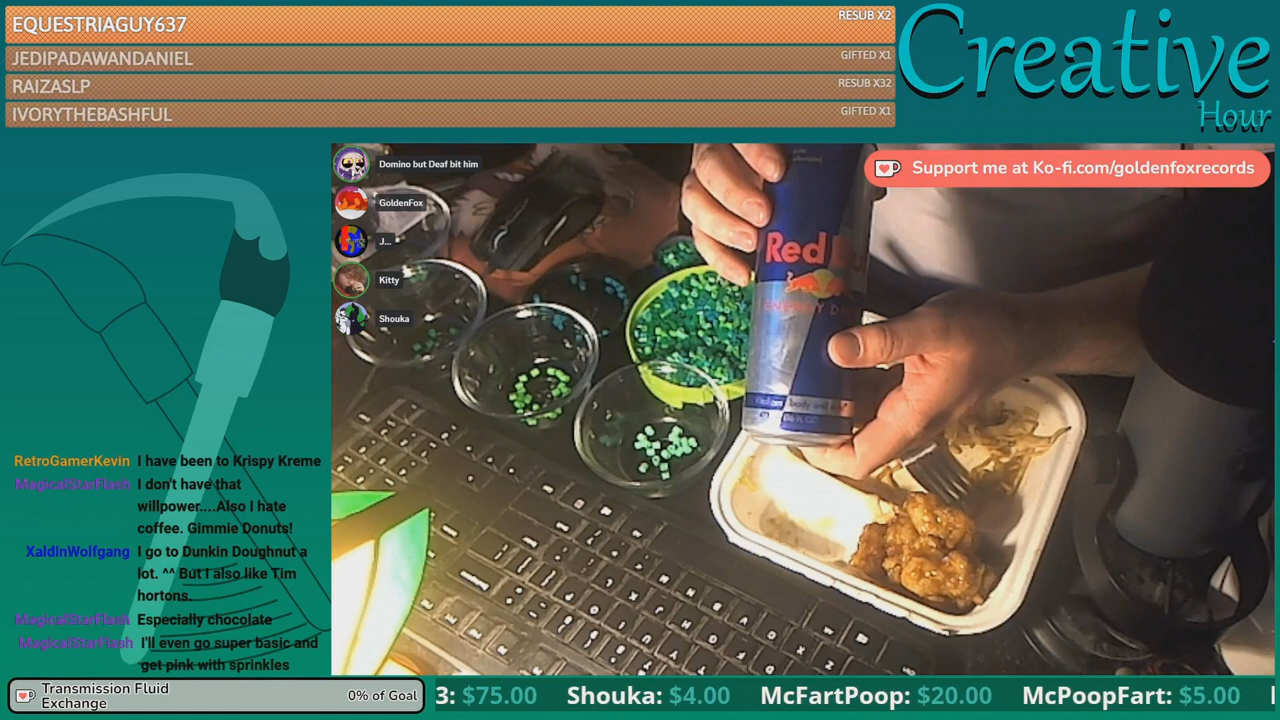 EQUESTRIAGUY637
RESUB X2
JEDIPADAWANDANIEL
GIFTED X1
RAIZASLP
RESUB X32
IVORYTHEBASHFUL
GIFTED X1
Creative
Hour
Domino but Deaf bit him
GoldenFox
J...
Kitty
Shouka
Support me at Ko-fi.com/goldenfoxrecords
Red
RetroGamerKevin I have been to Krispy Kreme
MagicalStarFlash I don't have that
willpower....Also I hate
coffee. Gimmie Donuts!
XaldinWolfgang I go to Dunkin Doughnut a
lot. ^^ But I also like Tim
hortons.
MagicalStarFlash Especially chocolate
MagicalStarFlash I'll even go super basic and
get pink with sprinkles
Transmission Fluid
Exchange
0% of Goal
3: $75.00 Shouka: $4.00 McFartPoop: $20.00 McPoopFart: $5.00